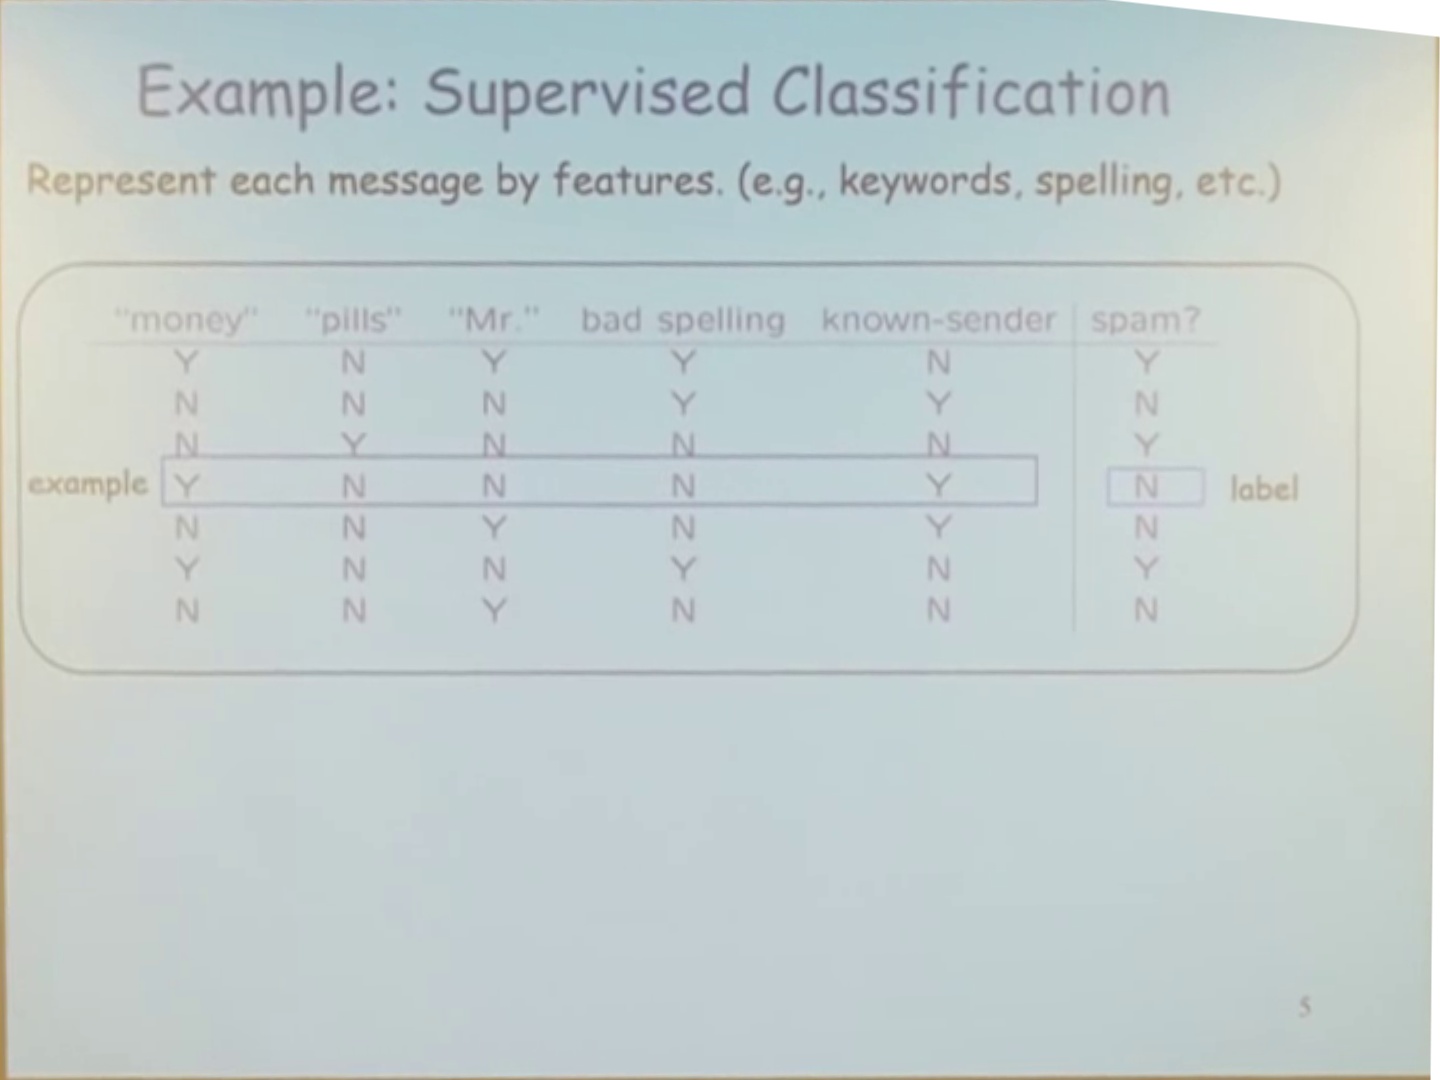 Example: Supervised Classification
Represent each message by features. (e.g., keywords, spelling, etc.)
"money" "pills" "Mr." bad spelling known-sender spam?
Y N Y Y N Y
N N N Y Y N
N Y N N N Y
example Y N N N Y N label
N N Y N Y N
Y N N Y N Y
N N Y N N N
5